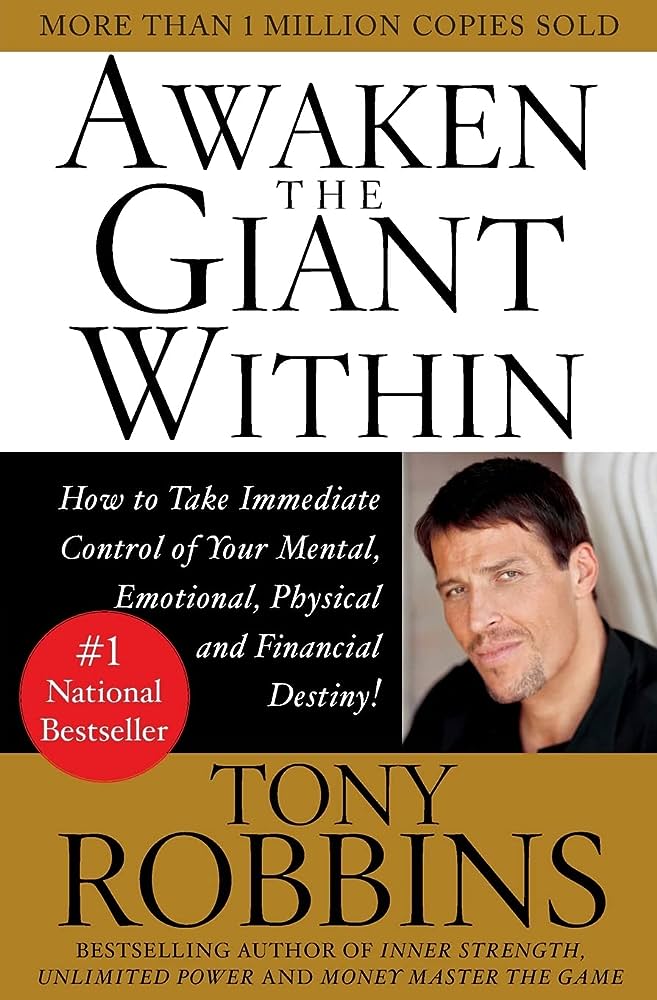 MORE THAN 1 MILLION COPIES SOLD
AWAKEN
THE
GIANT
WITHIN
How to Take Immediate
Control of Your Mental,
Emotional, Physical
and Financial
Destiny!
#1
National
Bestseller
TONY
ROBBINS
BESTSELLING AUTHOR OF INNER STRENGTH,
UNLIMITED POWER AND MONEY MASTER THE GAME